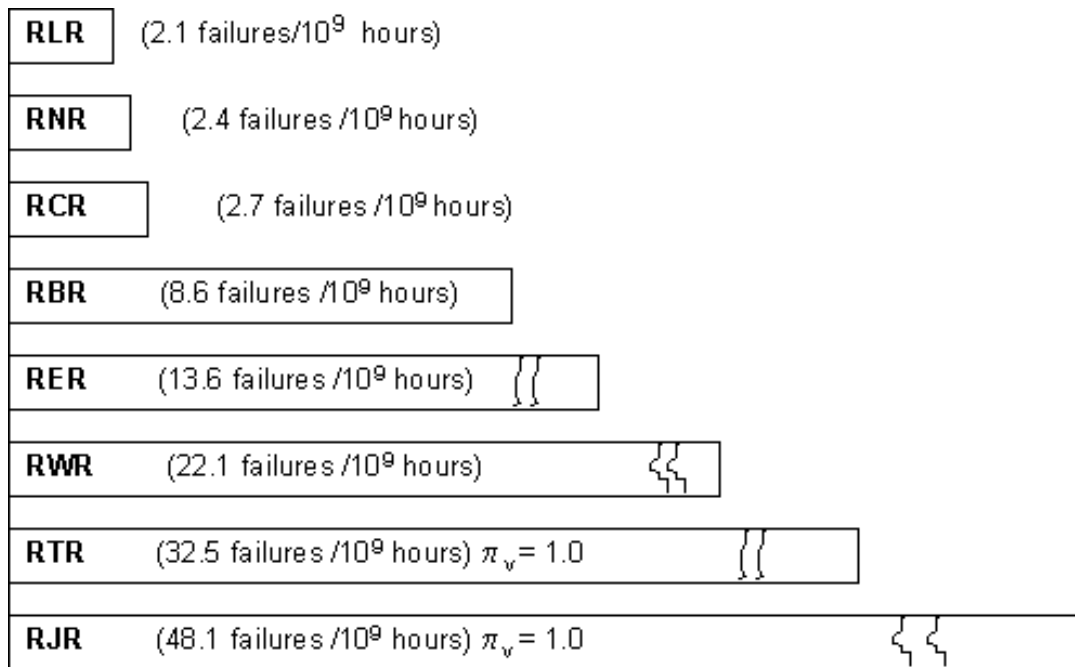 RLR (2.1 failures/10⁹ hours)
RNR (2.4 failures /10⁹ hours)
RCR (2.7 failures /10⁹ hours)
RBR (8.6 failures /10⁹ hours)
RER (13.6 failures /10⁹ hours)
RWR (22.1 failures /10⁹ hours)
RTR (32.5 failures /10⁹ hours) πᵥ = 1.0
RJR (48.1 failures /10⁹ hours) πᵥ = 1.0